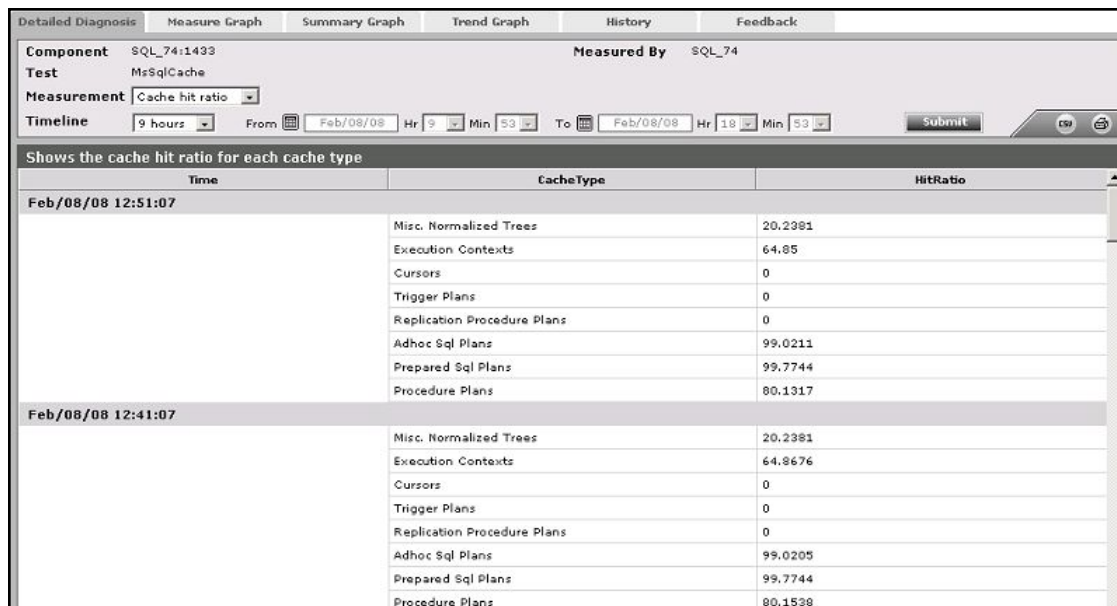 Detailed Diagnosis Measure Graph Summary Graph Trend Graph History Feedback
Component SQL_74:1433 Measured By SQL_74
Test MsSqlCache
Measurement Cache hit ratio
Timeline 9 hours From Feb/08/08 Hr 9 Min 53 To Feb/08/08 Hr 18 Min 53 Submit CSV
Shows the cache hit ratio for each cache type
Time CacheType HitRatio
Feb/08/08 12:51:07
Misc. Normalized Trees 20.2381
Execution Contexts 64.85
Cursors 0
Trigger Plans 0
Replication Procedure Plans 0
Adhoc Sql Plans 99.0211
Prepared Sql Plans 99.7744
Procedure Plans 80.1317
Feb/08/08 12:41:07
Misc. Normalized Trees 20.2381
Execution Contexts 64.8676
Cursors 0
Trigger Plans 0
Replication Procedure Plans 0
Adhoc Sql Plans 99.0205
Prepared Sql Plans 99.7744
Procedure Plans 80.1538